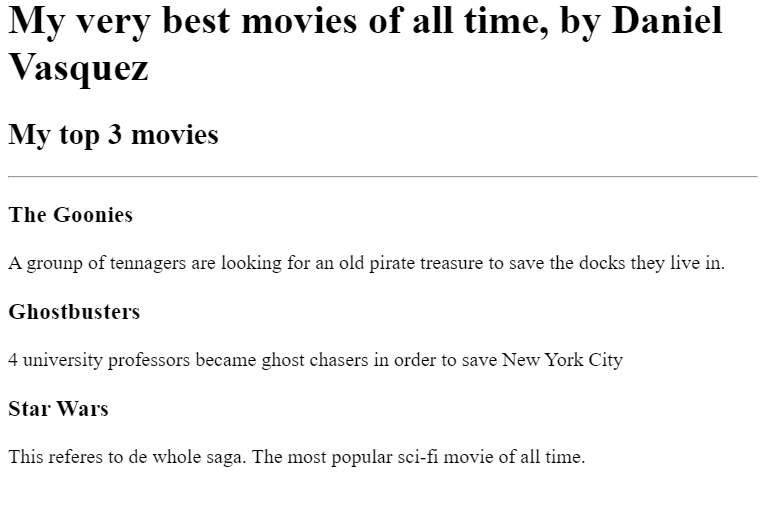 My very best movies of all time, by Daniel
Vasquez
My top 3 movies
The Goonies
A grounp of tennagers are looking for an old pirate treasure to save the docks they live in.
Ghostbusters
4 university professors became ghost chasers in order to save New York City
Star Wars
This referes to de whole saga. The most popular sci-fi movie of all time.